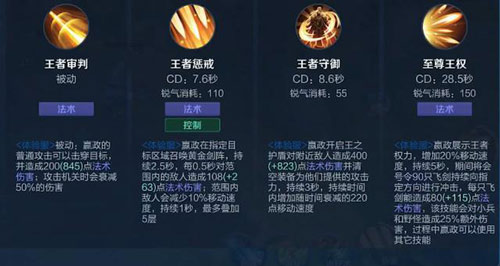 王者审判
被动
法术
<体验服>被动：嬴政的
普通攻击可以击穿目标，
并造成200(845)点法术
伤害；攻击机关时会衰减
50%的伤害
王者惩戒
CD：7.6秒
锐气消耗：110
法术
控制
<体验服>嬴政在指定目
标区域召唤黄金剑阵，持
续2.5秒，每0.5秒对范
围内的敌人造成108(+2
63)点法术伤害；范围内
敌人会减少10%移动速
度，持续1秒，最多叠加
5层
王者守御
CD：8.6秒
锐气消耗：55
<体验服>嬴政开启王之
护盾对附近敌人造成400
(+823)点法术伤害并清
空装备为他们提供的攻击
力，持续3秒，持续时间
内增加随时间衰减的220
点移动速度
至尊王权
CD：28.5秒
锐气消耗：150
法术
<体验服>嬴政展示王者
权力，增加20%移动速
度，持续5秒，期间将会
号令90只飞剑持续向指
定方向进行冲击，每只飞
剑能造成80(+115)点法
术伤害，该技能会对小兵
和野怪造成25%额外伤
害，过程中嬴政可以使用
其它技能